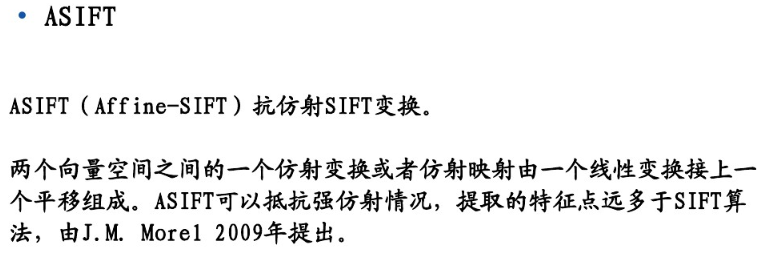 • ASIFT
ASIFT（Affine-SIFT）抗仿射SIFT变换。
两个向量空间之间的一个仿射变换或者仿射映射由一个线性变换接上一
个平移组成。ASIFT可以抵抗强仿射情况，提取的特征点远多于SIFT算
法，由J.M. Morel 2009年提出。